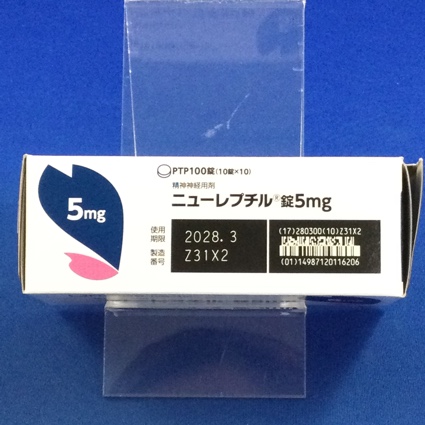 PTP100錠(10錠×10)
精神神経用剤
ニューレプチル®錠5mg
5mg
使用
期限
2028.3
製造
番号
Z31X2
(17)280300(10)Z31X2
(01)14987120116206